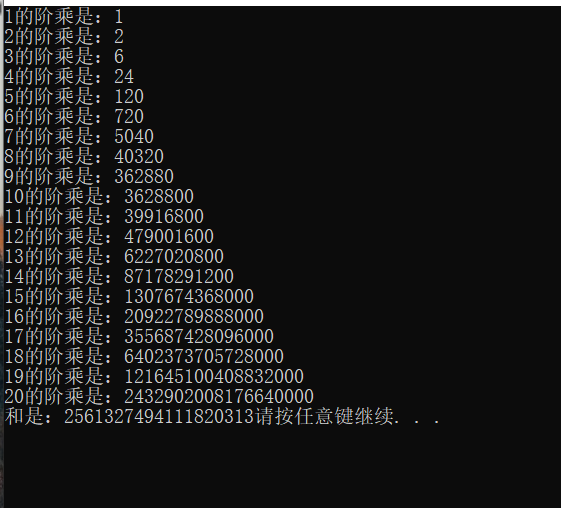 1的阶乘是：1
2的阶乘是：2
3的阶乘是：6
4的阶乘是：24
5的阶乘是：120
6的阶乘是：720
7的阶乘是：5040
8的阶乘是：40320
9的阶乘是：362880
10的阶乘是：3628800
11的阶乘是：39916800
12的阶乘是：479001600
13的阶乘是：6227020800
14的阶乘是：87178291200
15的阶乘是：1307674368000
16的阶乘是：20922789888000
17的阶乘是：355687428096000
18的阶乘是：6402373705728000
19的阶乘是：121645100408832000
20的阶乘是：2432902008176640000
和是：2561327494111820313请按任意键继续. . .